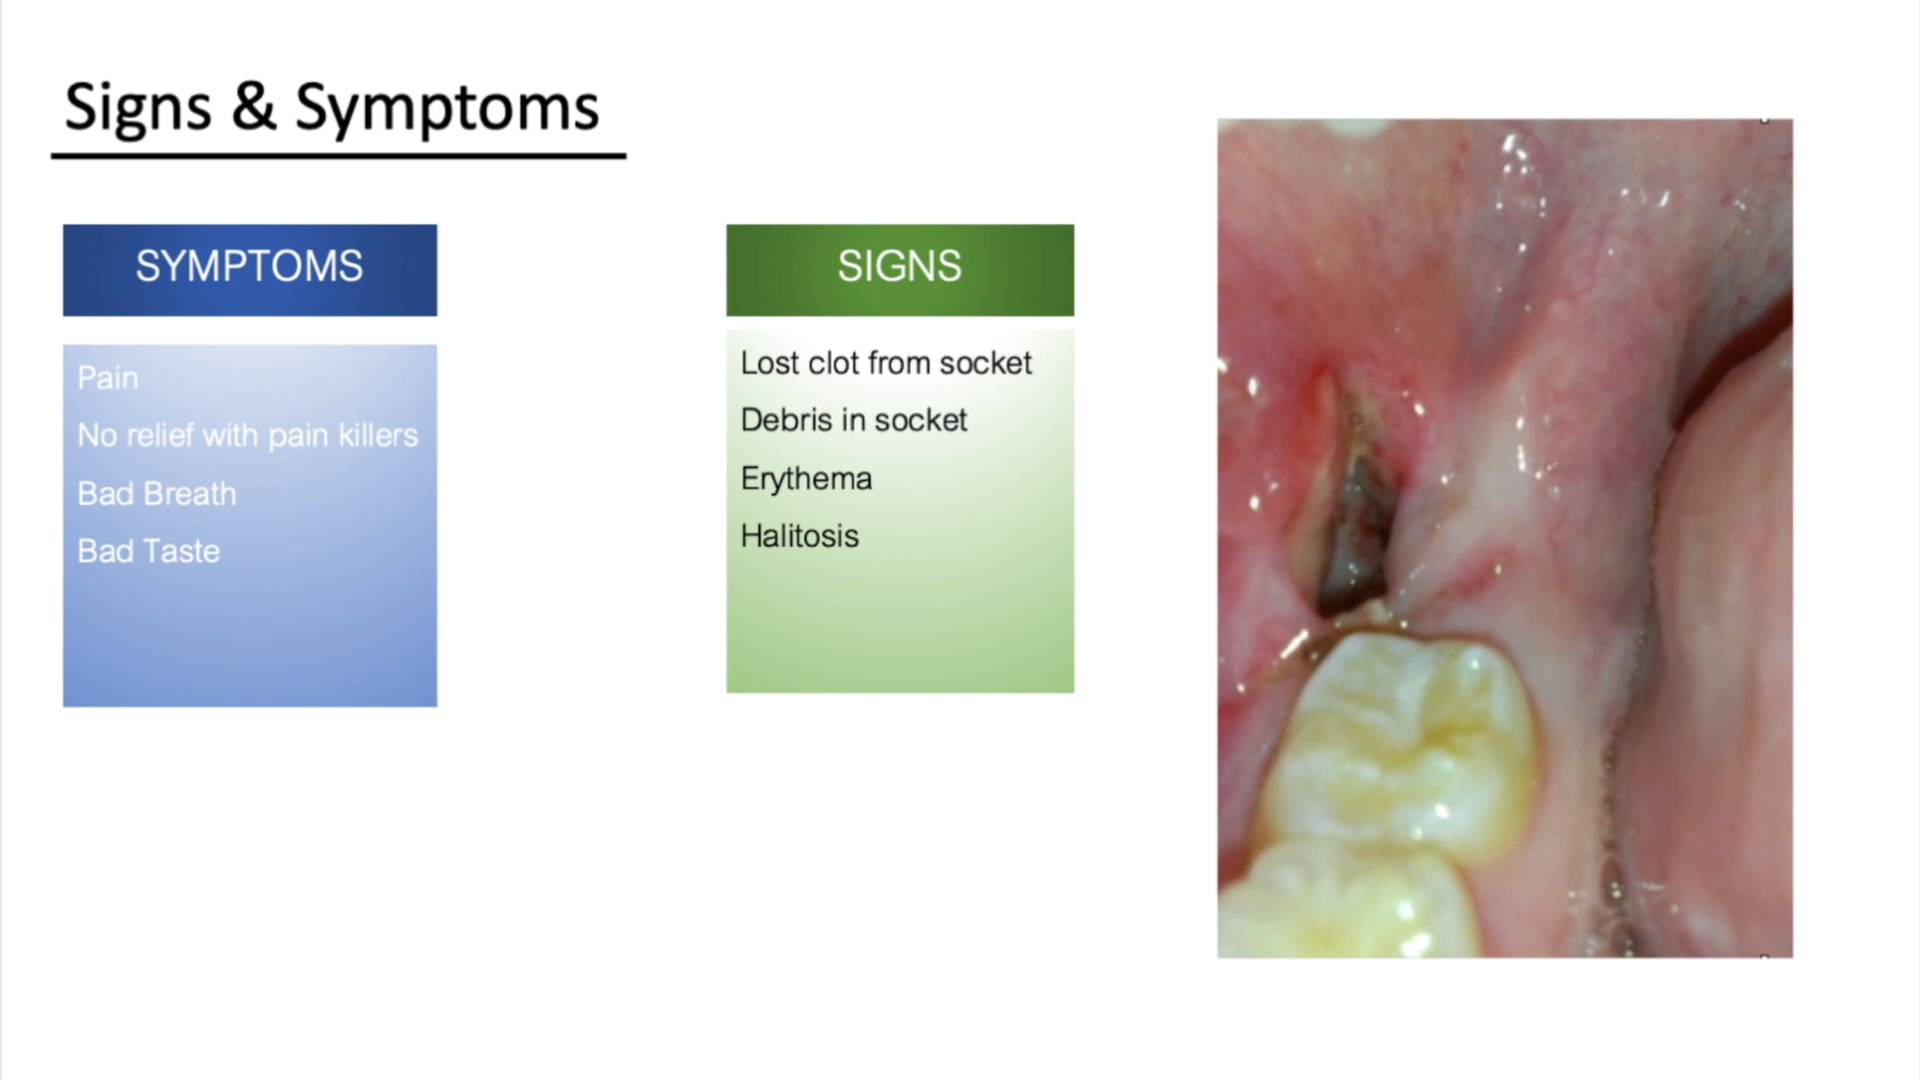 Signs & Symptoms
SYMPTOMS
Pain
No relief with pain killers
Bad Breath
Bad Taste
SIGNS
Lost clot from socket
Debris in socket
Erythema
Halitosis